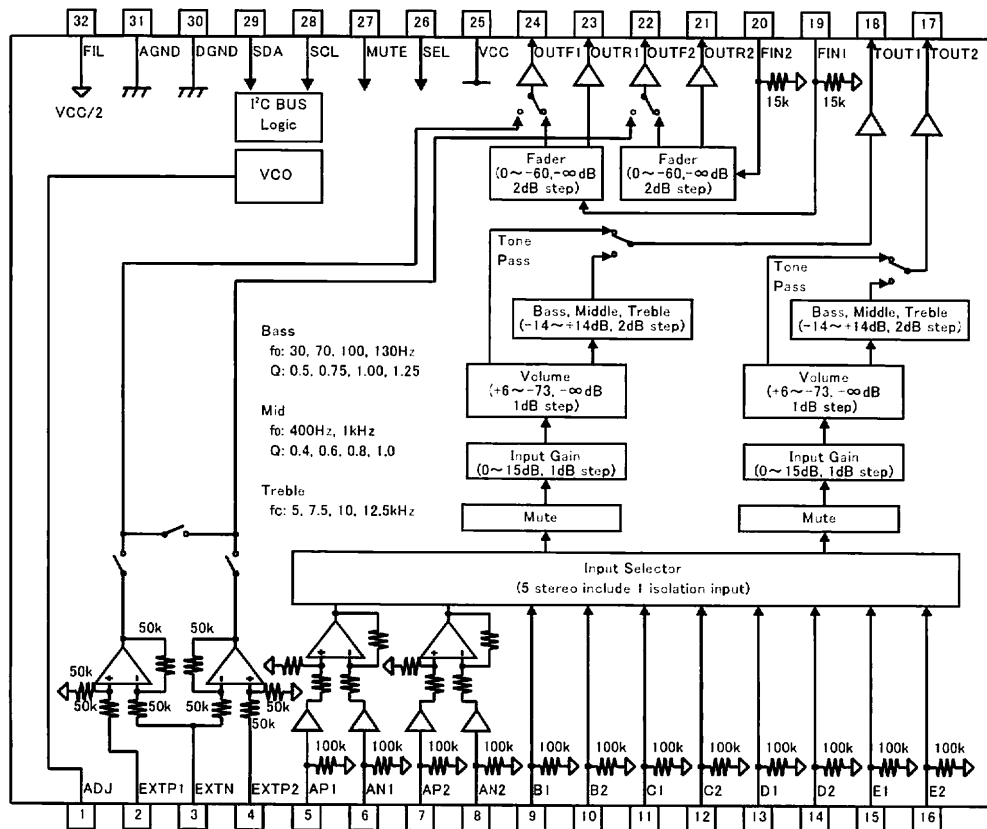 32 31 30 29 28 27 26 25 24 23 22 21 20 19 18 17
FIL AGND DGND SDA SCL MUTE SEL VCC OUTF1 OUTR1 OUTF2 OUTR2 FIN2 FIN1 TOUT1 TOUT2
VCC/2
I²C BUS
Logic
15k 15k
VCO
Fader
(0～-60,-∞dB
2dB step)
Fader
(0～-60,-∞dB
2dB step)
Tone
Pass
Tone
Pass
Bass, Middle, Treble
(-14～+14dB, 2dB step)
Bass, Middle, Treble
(-14～+14dB, 2dB step)
Bass
fo: 30, 70, 100, 130Hz
Q: 0.5, 0.75, 1.00, 1.25
Volume
(+6～-73, -∞dB
1dB step)
Volume
(+6～-73, -∞dB
1dB step)
Mid
fo: 400Hz, 1kHz
Q: 0.4, 0.6, 0.8, 1.0
Input Gain
(0～15dB, 1dB step)
Input Gain
(0～15dB, 1dB step)
Treble
fc: 5, 7.5, 10, 12.5kHz
Mute
Mute
Input Selector
(5 stereo include 1 isolation input)
50k 50k
50k
50k 50k 50k 50k
50k
+ - - + + - + -
100k 100k 100k 100k 100k 100k 100k 100k 100k 100k 100k 100k
ADJ EXTP1 EXTN EXTP2 AP1 AN1 AP2 AN2 B1 B2 C1 C2 D1 D2 E1 E2
1 2 3 4 5 6 7 8 9 10 11 12 13 14 15 16